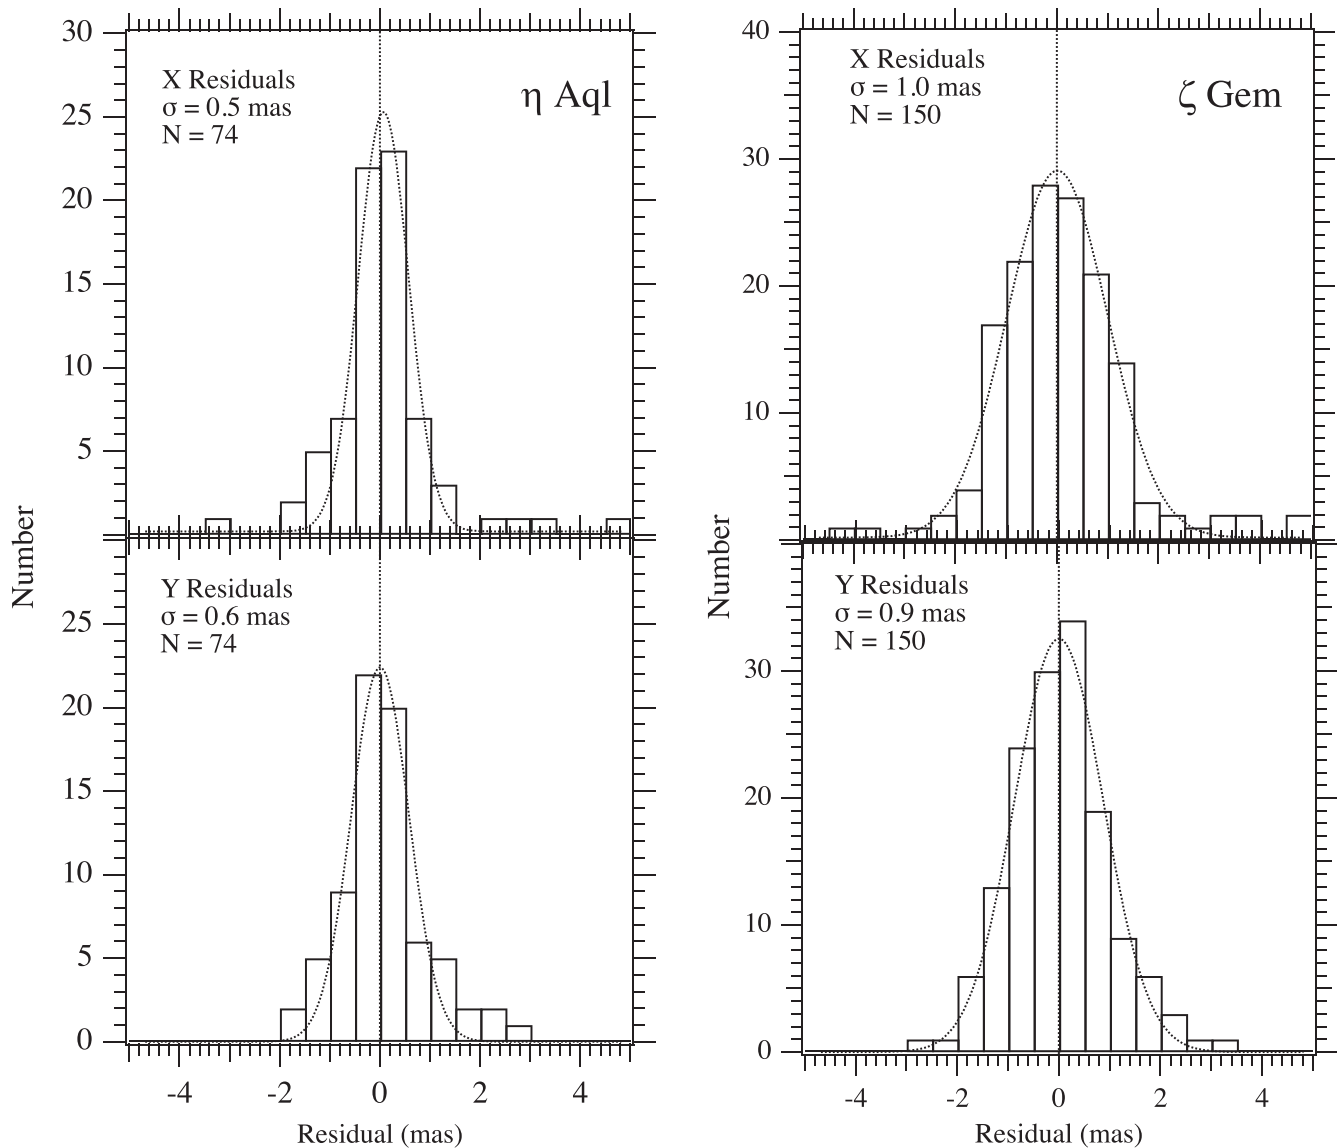 30
25
20
15
10
5
X Residuals
σ = 0.5 mas
N = 74
η Aql
25
20
15
10
5
0
Y Residuals
σ = 0.6 mas
N = 74
Number
-4 -2 0 2 4
Residual (mas)
40
30
20
10
X Residuals
σ = 1.0 mas
N = 150
ζ Gem
30
20
10
0
Y Residuals
σ = 0.9 mas
N = 150
Number
-4 -2 0 2 4
Residual (mas)